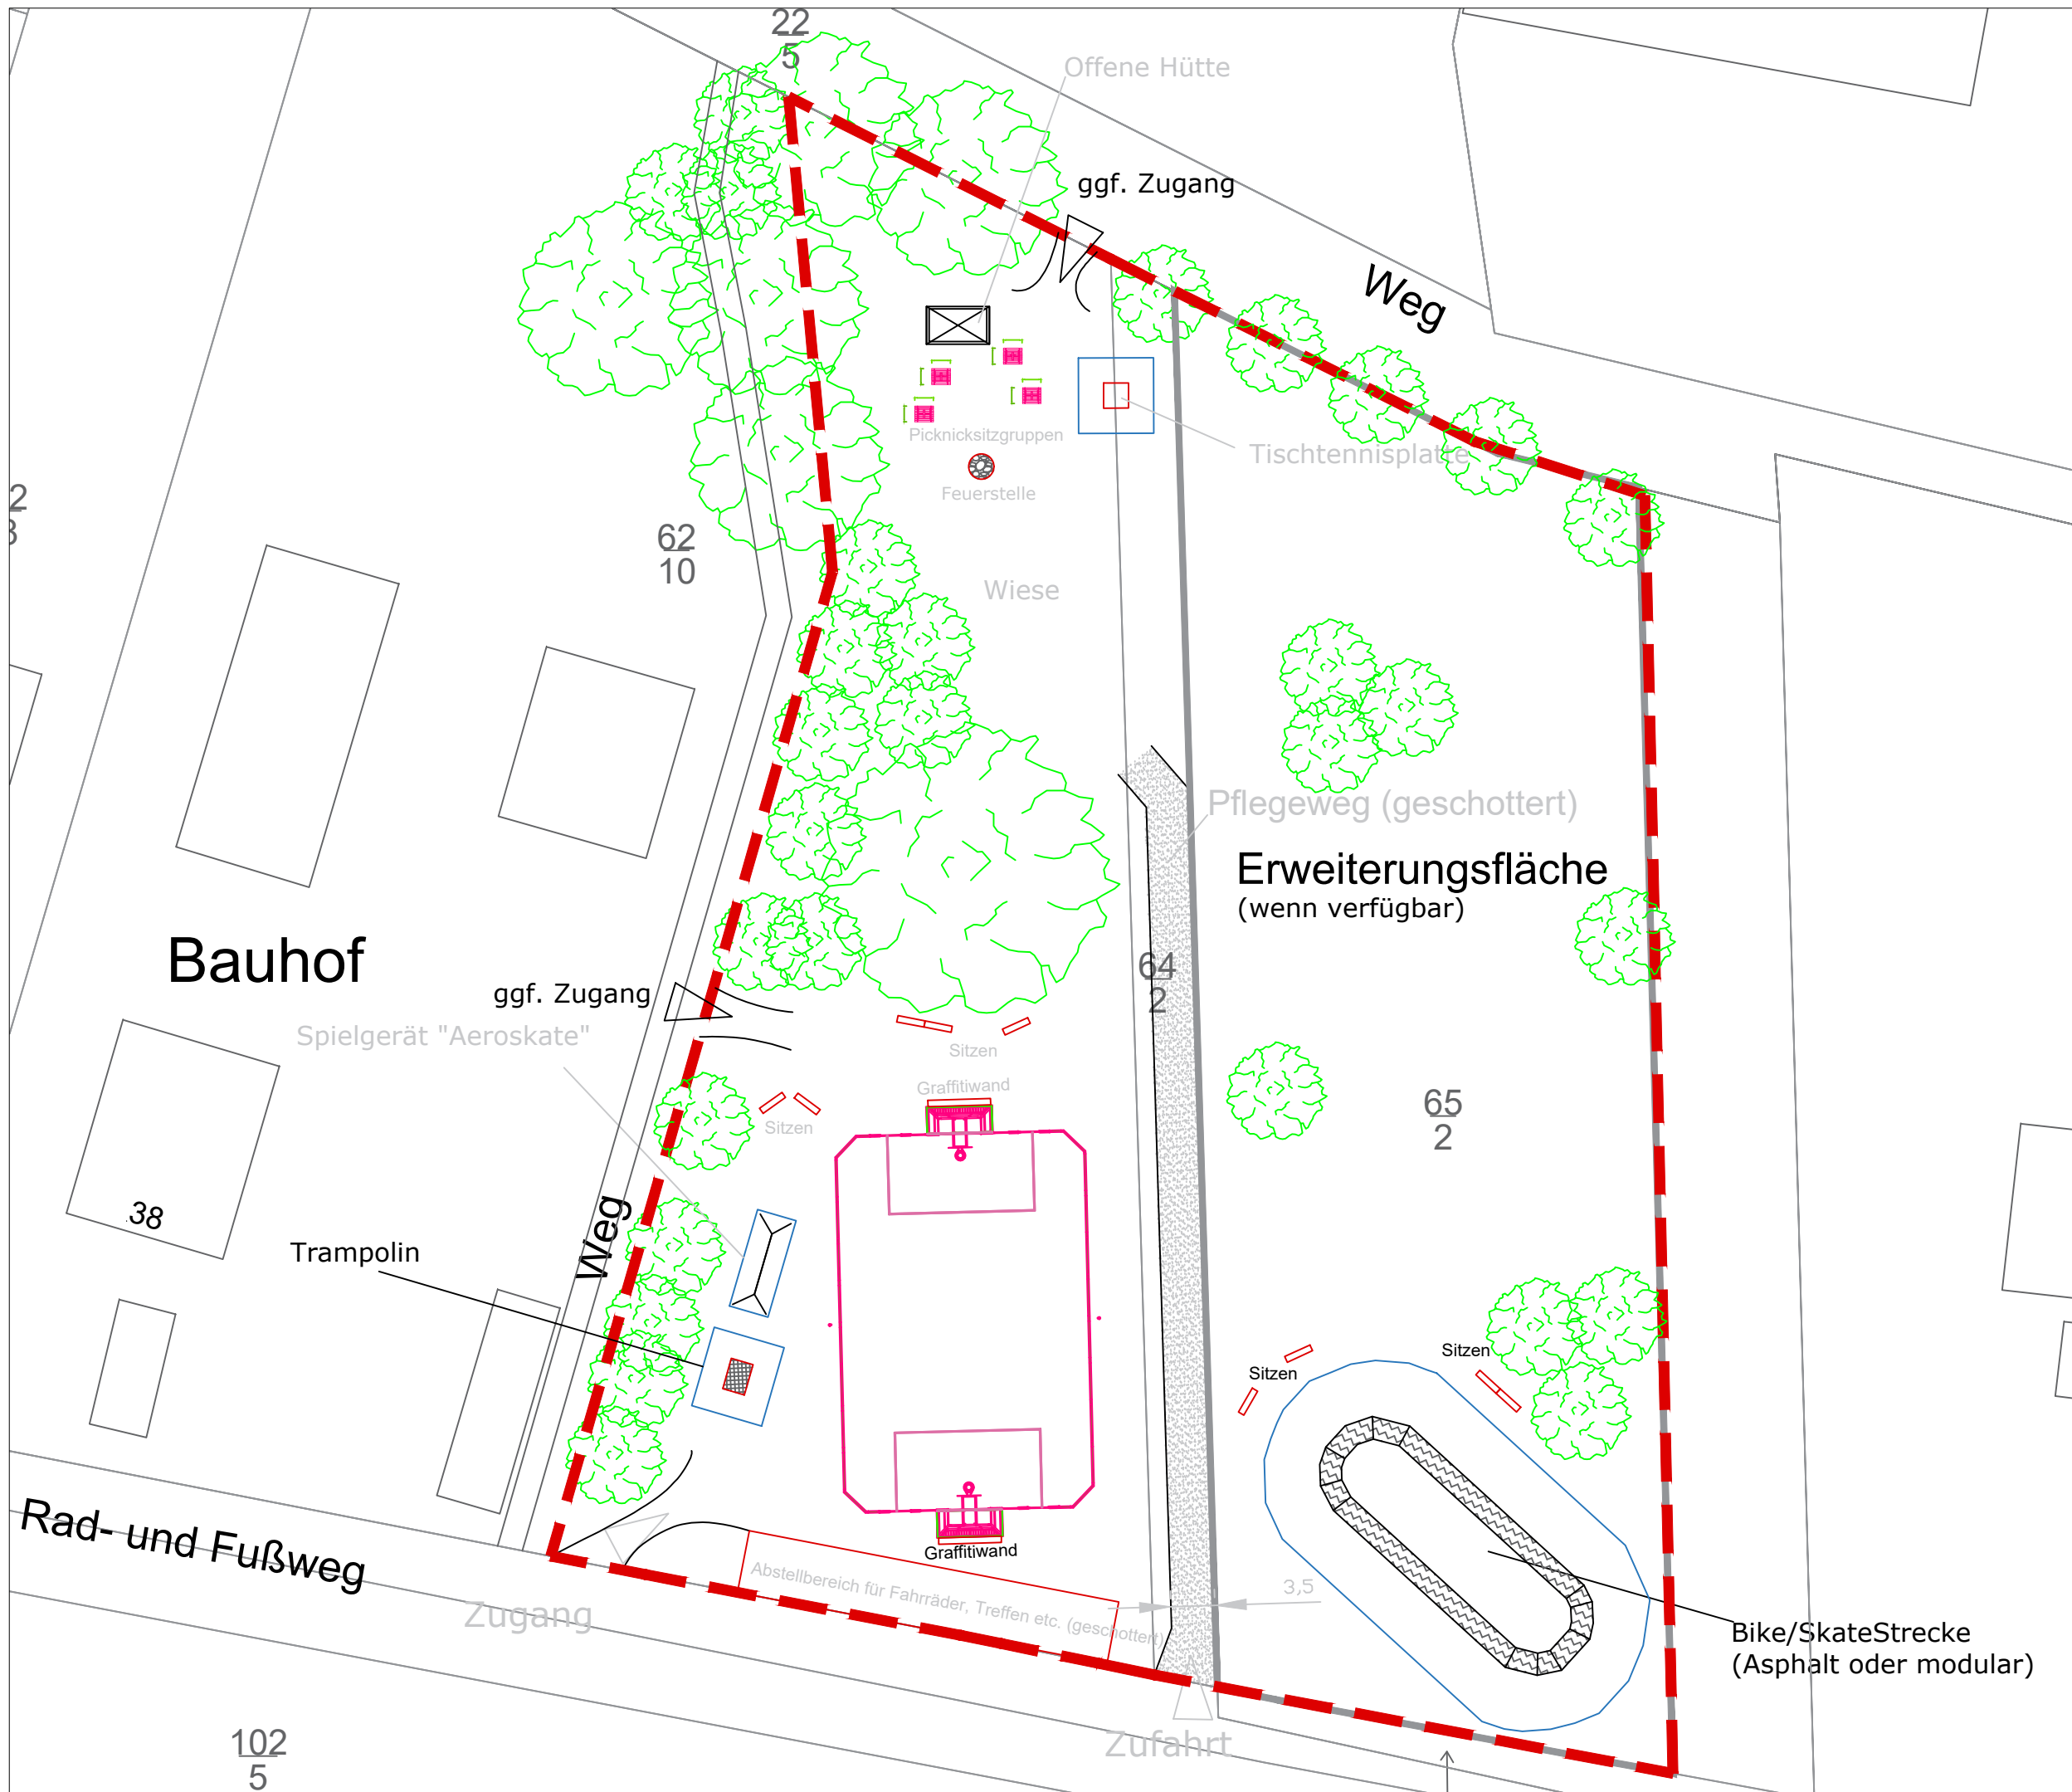 22
5
Offene Hütte
ggf. Zugang
Weg
Picknicksitzgruppen
Tischtennisplatte
Feuerstelle
2
3
62
10
Wiese
Pflegeweg (geschottert)
Erweiterungsfläche
(wenn verfügbar)
Bauhof
64
2
ggf. Zugang
Spielgerät "Aeroskate"
Sitzen
Graffitiwand
Sitzen
65
2
38
Weg
Trampolin
Sitzen
Sitzen
Rad- und Fußweg
Graffitiwand
Abstellbereich für Fahrräder, Treffen etc. (geschottert)
3,5
Zugang
Bike/SkateStrecke
(Asphalt oder modular)
Zufahrt
102
5